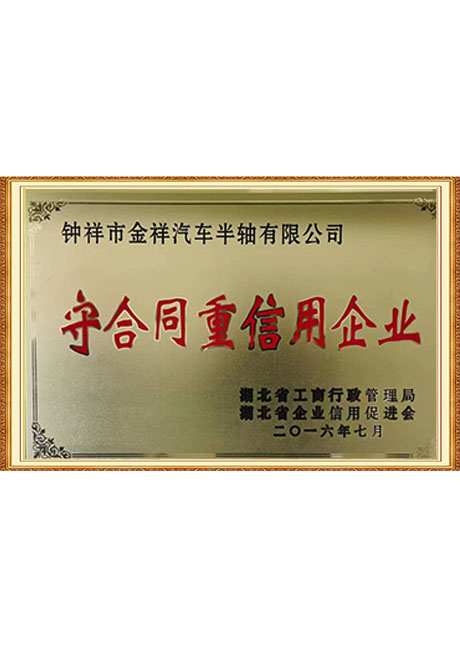 钟祥市金祥汽车半轴有限公司
守合同重信用企业
湖北省工商行政管理局
湖北省企业信用促进会
二〇一六年七月